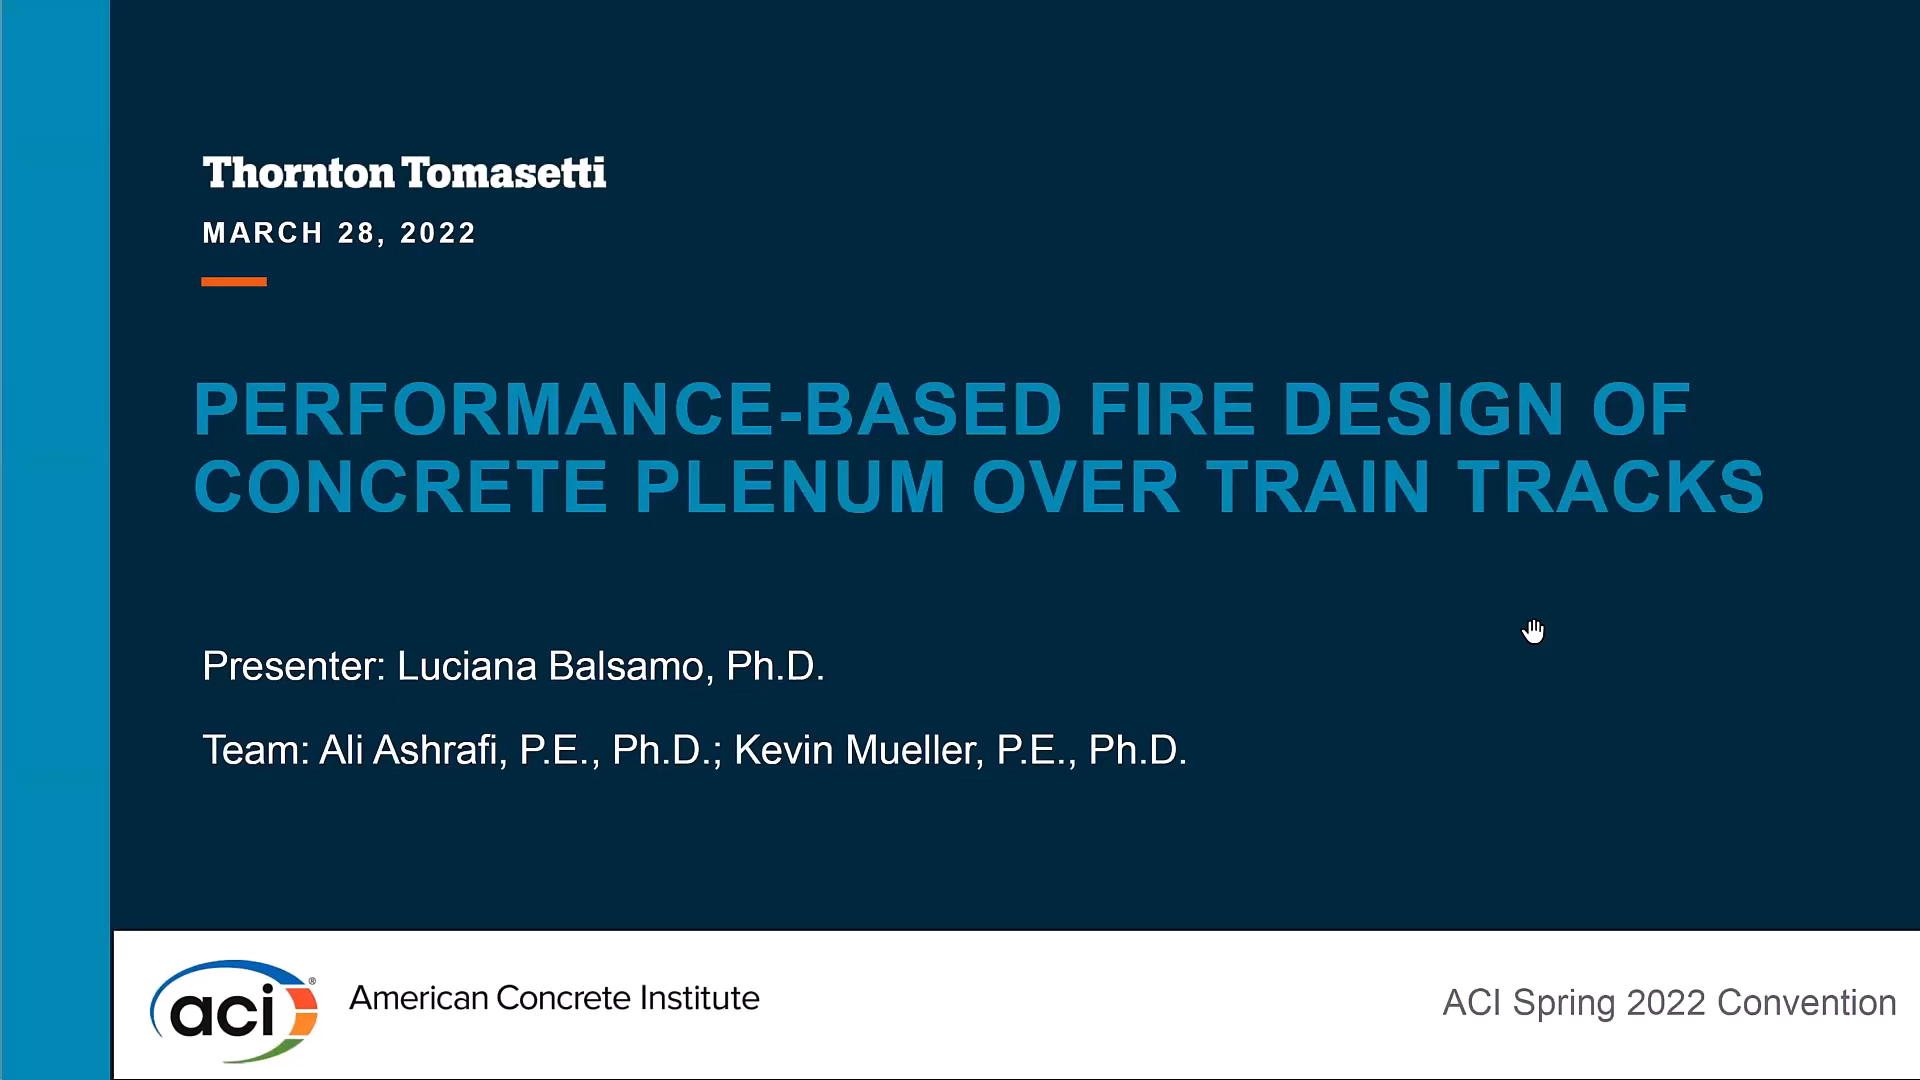 Thornton Tomasetti
MARCH 28, 2022
PERFORMANCE-BASED FIRE DESIGN OF
CONCRETE PLENUM OVER TRAIN TRACKS
Presenter: Luciana Balsamo, Ph.D.
Team: Ali Ashrafi, P.E., Ph.D.; Kevin Mueller, P.E., Ph.D.
aci®
American Concrete Institute
ACI Spring 2022 Convention